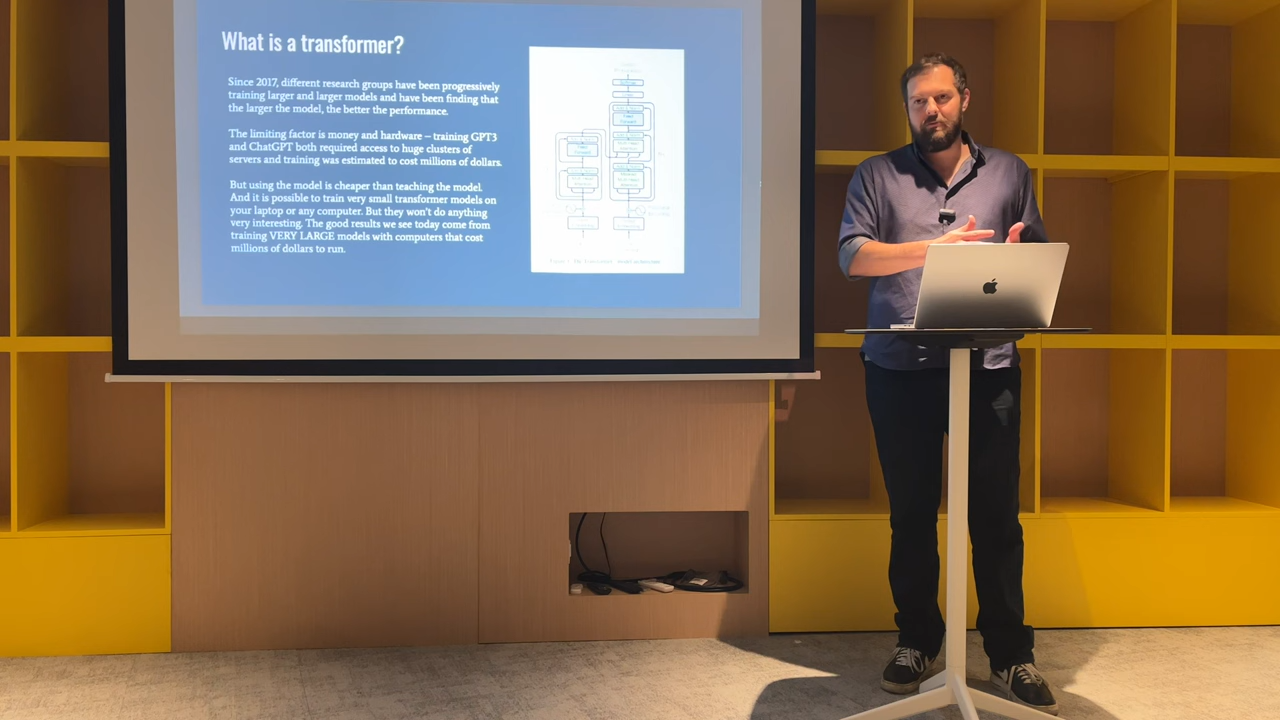 What is a transformer?
Since 2017, different research groups have been progressively
training larger and larger models and have been finding that
the larger the model, the better the performance.
The limiting factor is money and hardware – training GPT3
and ChatGPT both required access to huge clusters of
servers and training was estimated to cost millions of dollars.
But using the model is cheaper than teaching the model.
And it is possible to train very small transformer models on
your laptop or any computer. But they won't do anything
very interesting. The good results we see today come from
training VERY LARGE models with computers that cost
millions of dollars to run.